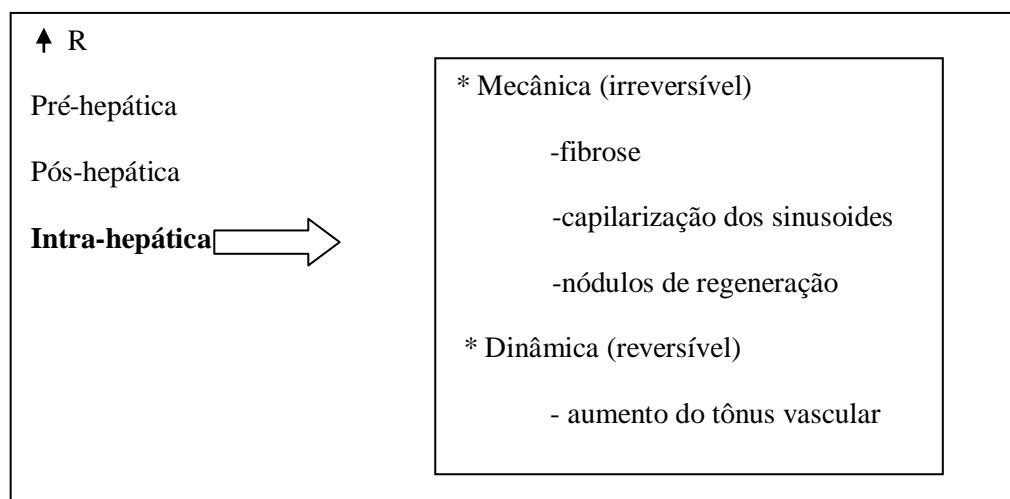 R
Pré-hepática
Pós-hepática
Intra-hepática
* Mecânica (irreversível)
-fibrose
-capilarização dos sinusoides
-nódulos de regeneração
* Dinâmica (reversível)
- aumento do tônus vascular